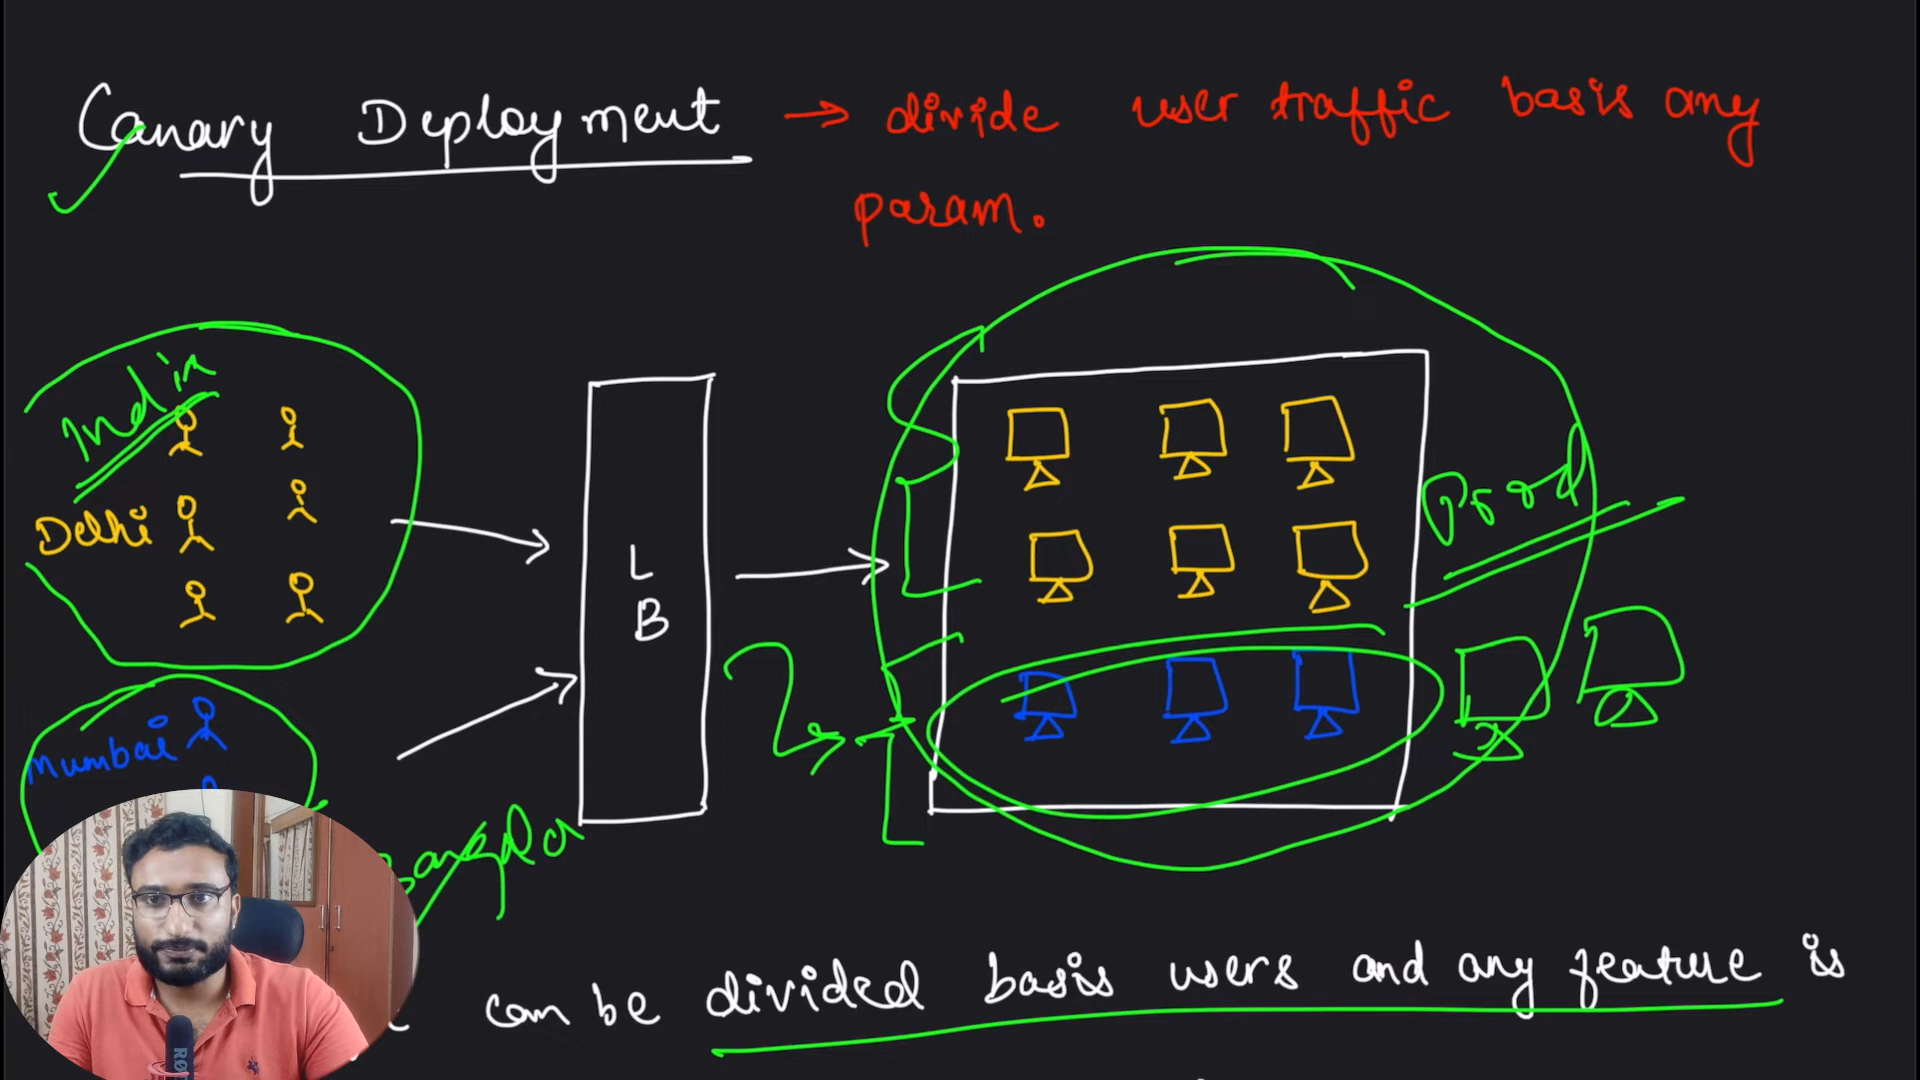 Canary Deployment → divide user traffic basis any
param.
India
Delhi
L
B
Prod
Mumbai
can be divided basis users and any feature is